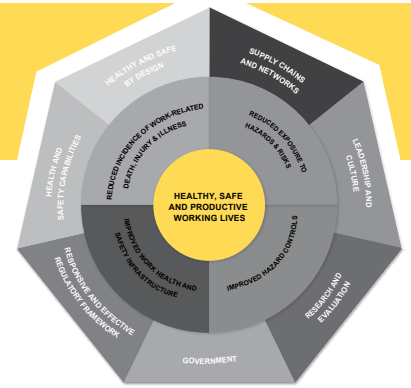 HEALTHY AND SAFE
BY DESIGN
SUPPLY CHAINS
AND NETWORKS
LEADERSHIP AND
CULTURE
RESEARCH AND
EVALUATION
GOVERNMENT
RESPONSIVE AND EFFECTIVE
REGULATORY FRAMEWORK
HEALTH AND
SAFETY CAPABILITIES
REDUCED INCIDENCE OF WORK-RELATED
DEATH, INJURY & ILLNESS
REDUCED EXPOSURE TO
HAZARDS & RISKS
IMPROVED HAZARD CONTROLS
IMPROVED WORK HEALTH AND
SAFETY INFRASTRUCTURE
HEALTHY, SAFE
AND PRODUCTIVE
WORKING LIVES